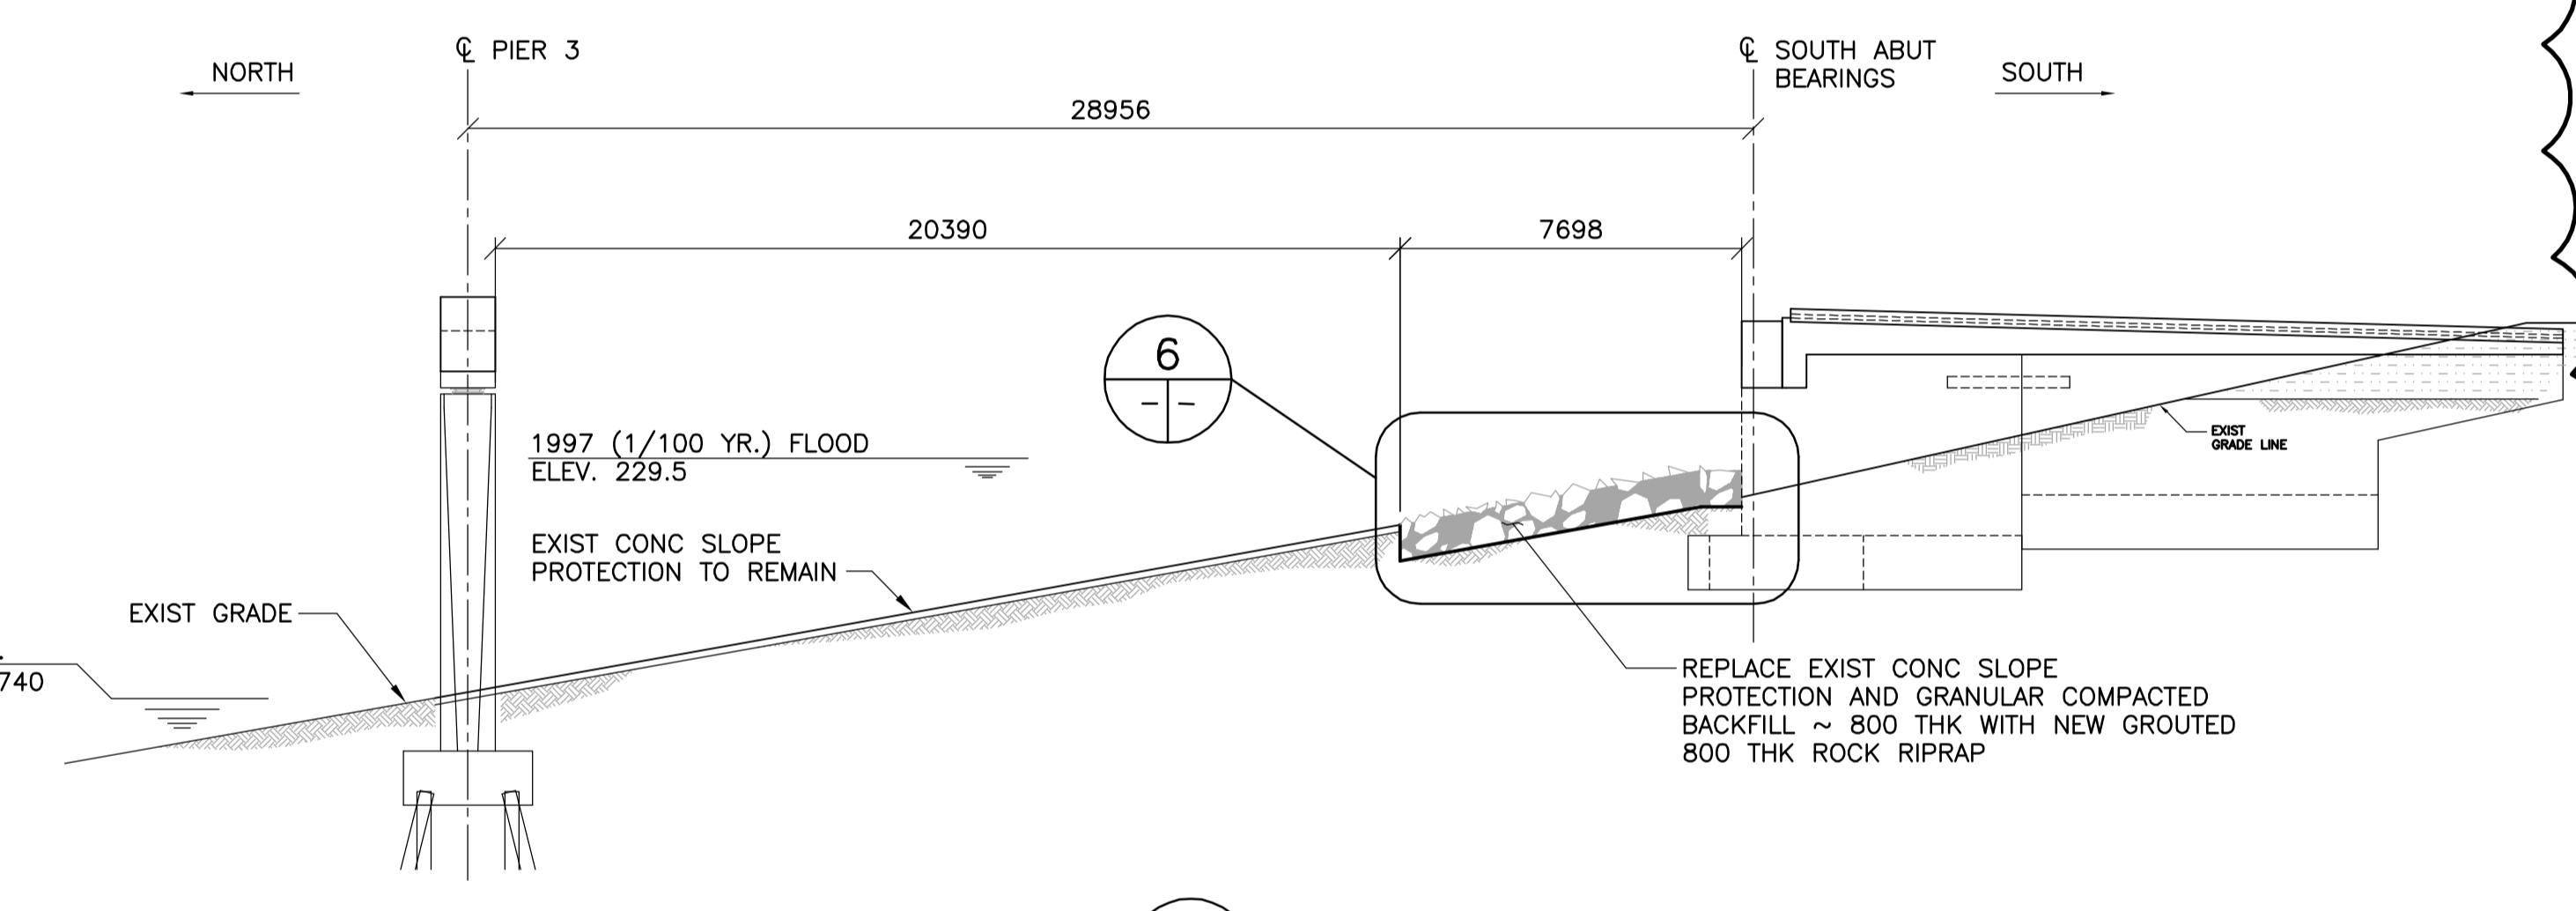 NORTH
℄ PIER 3
℄ SOUTH ABUT
BEARINGS
SOUTH
28956
20390
7698
6
- -
1997 (1/100 YR.) FLOOD
ELEV. 229.5
EXIST
GRADE LINE
EXIST CONC SLOPE
PROTECTION TO REMAIN
EXIST GRADE
740
REPLACE EXIST CONC SLOPE
PROTECTION AND GRANULAR COMPACTED
BACKFILL ~ 800 THK WITH NEW GROUTED
800 THK ROCK RIPRAP